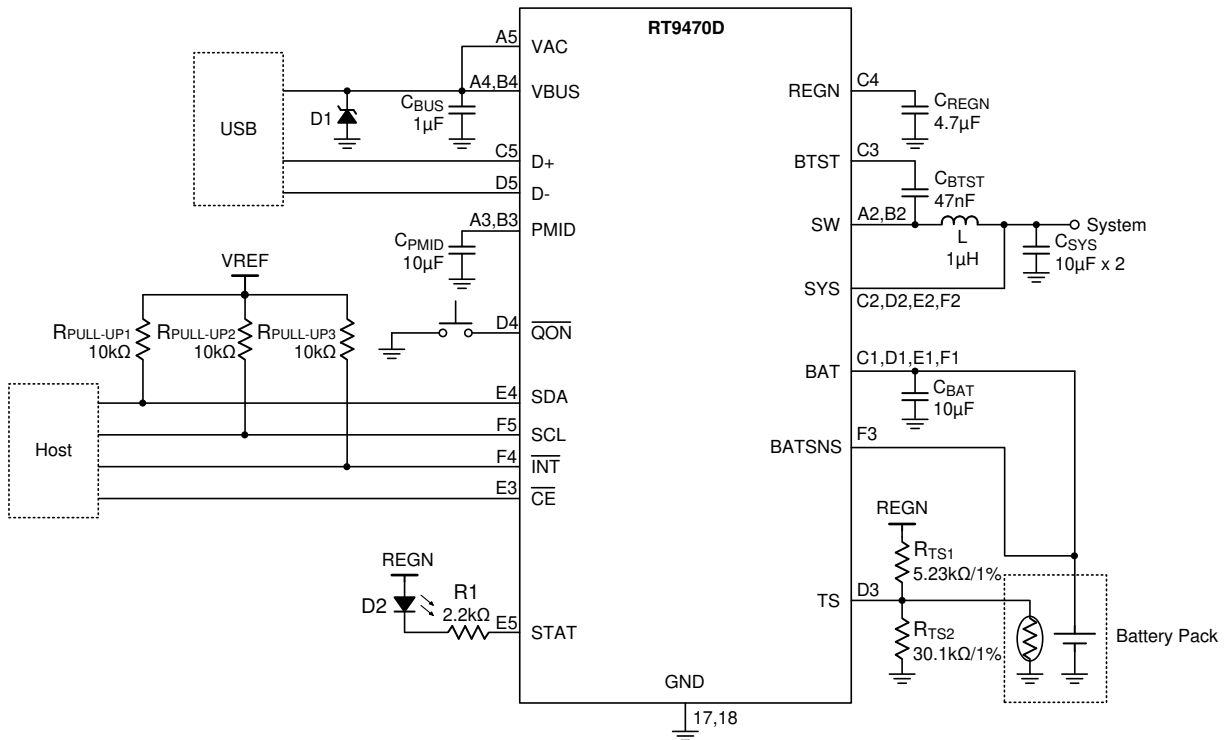 RT9470D
A5
VAC
A4,B4
VBUS
USB
D1
CBUS
1µF
C5
D+
D5
D-
A3,B3
PMID
CPMID
10µF
VREF
RPULL-UP1
10kΩ
RPULL-UP2
10kΩ
RPULL-UP3
10kΩ
D4
QON
Host
E4
SDA
F5
SCL
F4
INT
E3
CE
REGN
D2
R1
2.2kΩ
E5
STAT
GND
17,18
REGN
C4
CREGN
4.7µF
BTST
C3
CBTST
47nF
SW
A2,B2
L
1µH
System
CSYS
10µF x 2
SYS
C2,D2,E2,F2
BAT
C1,D1,E1,F1
CBAT
10µF
BATSNS
F3
REGN
RTS1
5.23kΩ/1%
TS
D3
RTS2
30.1kΩ/1%
Battery Pack